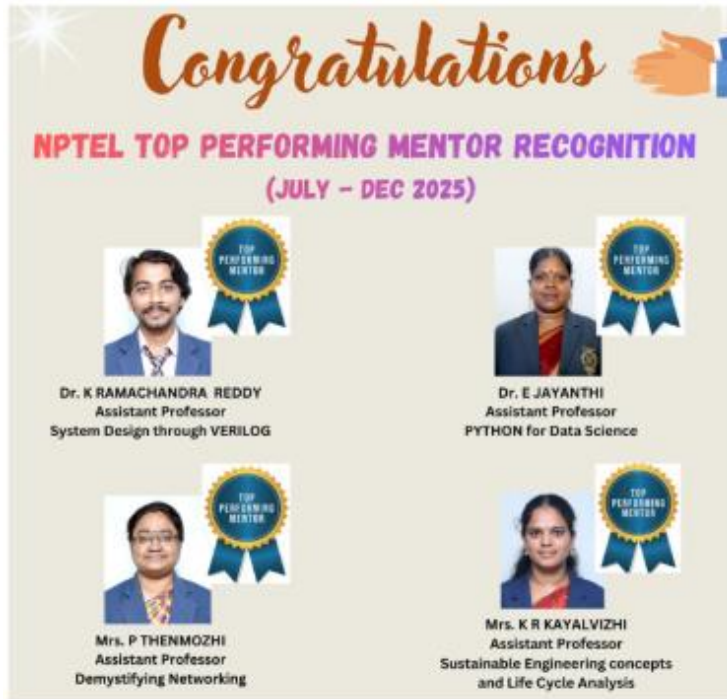 Congratulations
NPTEL TOP PERFORMING MENTOR RECOGNITION
(JULY - DEC 2025)
TOP
PERFORMING
MENTOR
TOP
PERFORMING
MENTOR
Dr. K RAMACHANDRA REDDY
Assistant Professor
System Design through VERILOG
Dr. E JAYANTHI
Assistant Professor
PYTHON for Data Science
TOP
PERFORMING
MENTOR
TOP
PERFORMING
MENTOR
Mrs. P THENMOZHI
Assistant Professor
Demystifying Networking
Mrs. K R KAYALVIZHI
Assistant Professor
Sustainable Engineering concepts
and Life Cycle Analysis